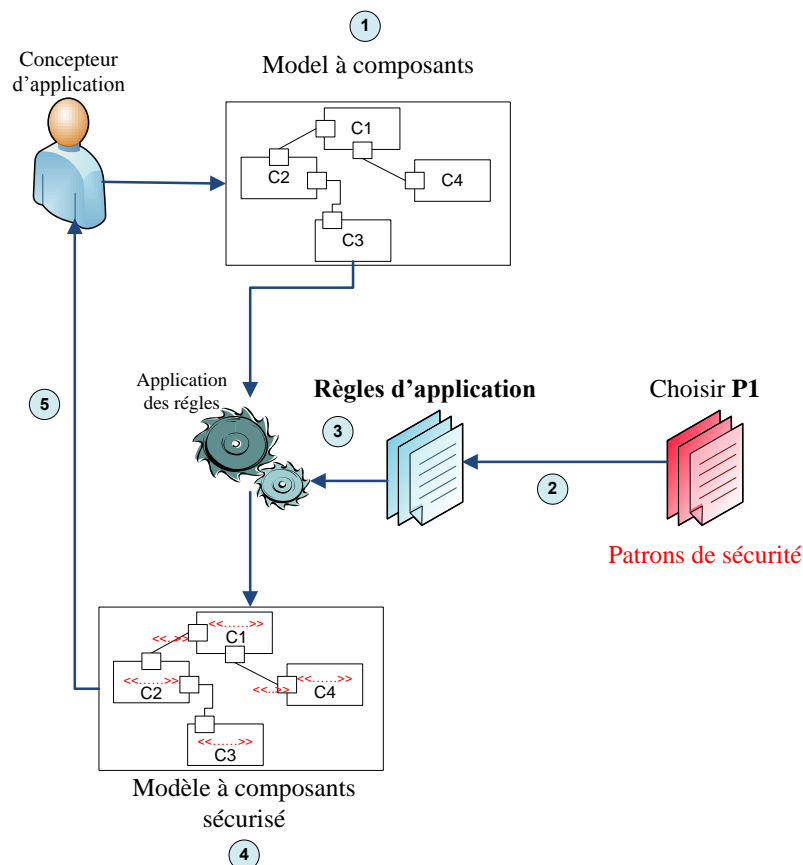 1
Concepteur
d'application
Model à composants
C1
C2
C4
C3
Application
des régles
Règles d'application
Choisir P1
5
3
2
Patrons de sécurité
<<......>>
<<..>>
C1
<<......>>
C2
<<......>>
<<..>>
C4
<<......>>
C3
Modèle à composants
sécurisé
4